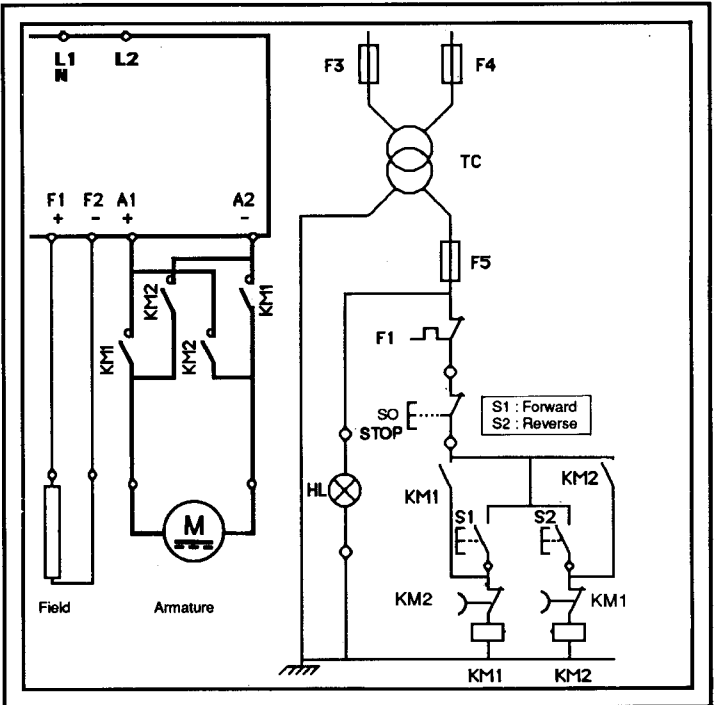 L1 L2
N
F1 F2 A1 A2
+ - + -
KM2
KM1
KM1
KM2
M
Field Armature
F3 F4
TC
F5
F1
SO
STOP
S1 : Forward
S2 : Reverse
HL
KM1
KM2
S1 S2
KM2 KM1
KM1 KM2